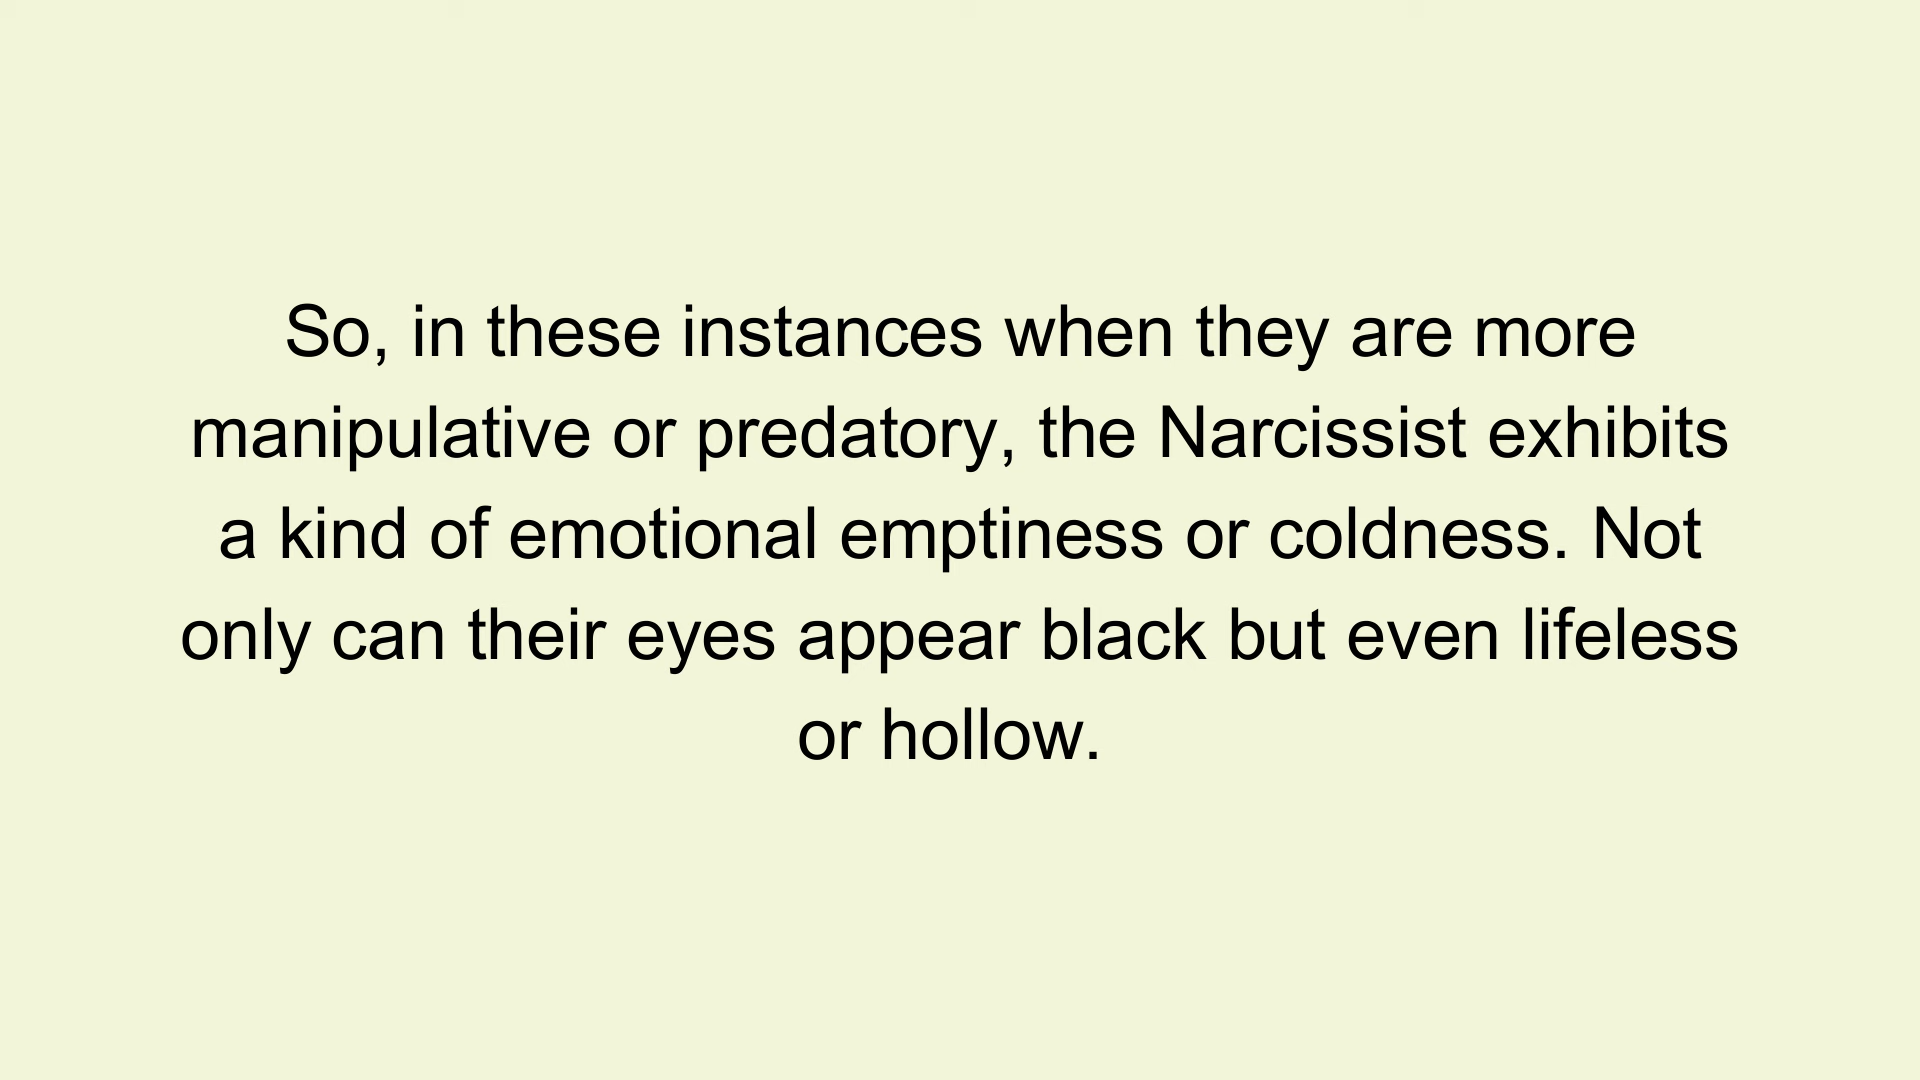 So, in these instances when they are more
manipulative or predatory, the Narcissist exhibits
a kind of emotional emptiness or coldness. Not
only can their eyes appear black but even lifeless
or hollow.